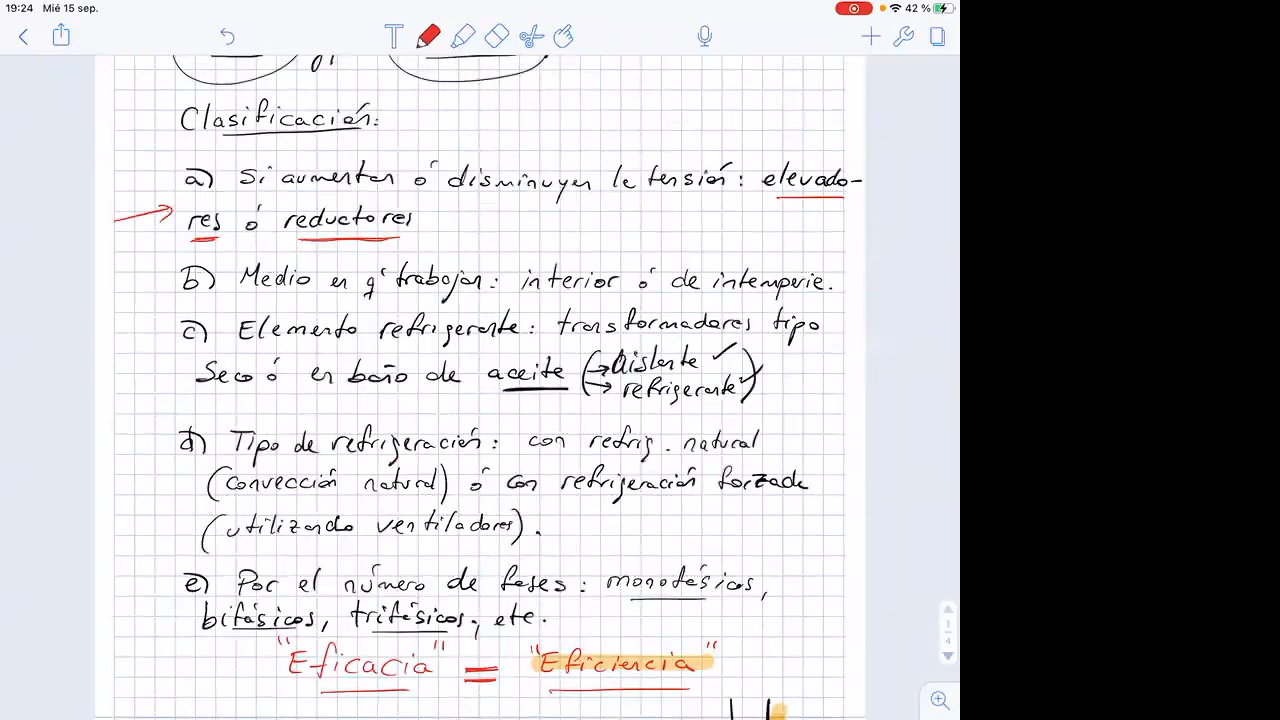 19:24 Mié 15 sep.
42 %
T
Clasificación:
a) Si aumentan ó disminuyen la tensión: elevado-
res ó reductores
b) Medio en q' trabajan: interior ó de intemperie.
c) Elemento refrigerante: transformadores tipo
Seco ó en baño de aceite (→ Aislante ✓
→ refrigerante ✓)
d) Tipo de refrigeración: con refrig. natural
(convección natural) ó con refrigeración forzada
(utilizando ventiladores).
e) Por el número de fases: monofásicos,
bifásicos, trifásicos, etc.
"Eficacia" = "Eficiencia"
1
4